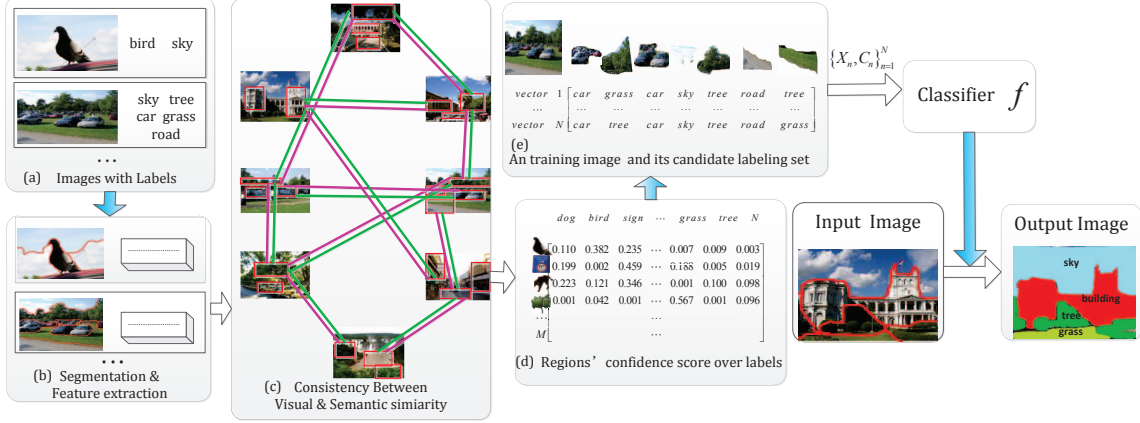 bird sky
sky tree
car grass
road
...
(a) Images with Labels
...
(b) Segmentation &
Feature extraction
(c) Consistency Between
Visual & Semantic simiarity
dog bird sign ... grass tree N
0.110 0.382 0.235 ... 0.007 0.009 0.003
0.199 0.002 0.459 ... 0.188 0.005 0.019
0.223 0.121 0.346 ... 0.001 0.100 0.098
0.001 0.042 0.001 ... 0.567 0.001 0.096
... ...
M ...
(d) Regions' confidence score over labels
vector 1 car grass car sky tree road tree
... ... ... ... ... ... ... ...
vector N car tree car sky tree road grass
(e)
An training image and its candidate labeling set
{X_n, C_n}_{n=1}^N
Classifier f
Input Image
Output Image
sky
building
tree
grass